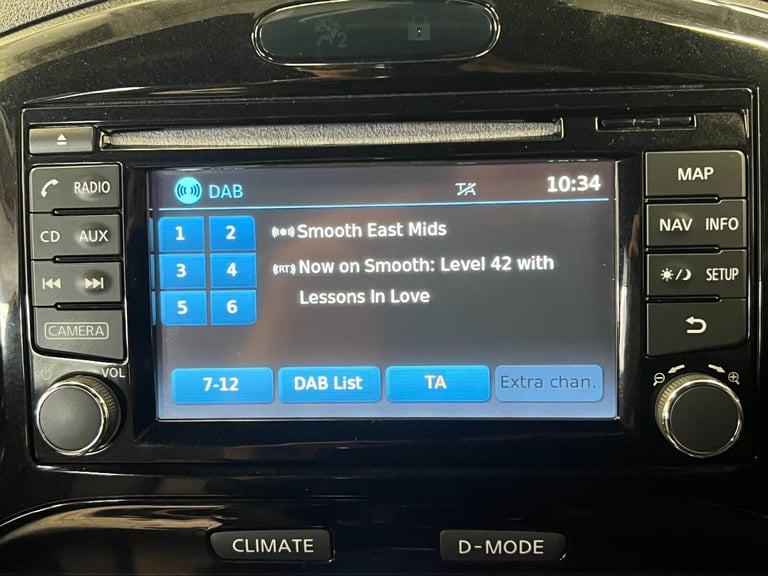 2
RADIO
CD AUX
CAMERA
VOL
DAB
TA
10:34
1 2
3 4
5 6
Smooth East Mids
(RT) Now on Smooth: Level 42 with
Lessons In Love
7-12
DAB List
TA
Extra chan.
MAP
NAV INFO
SETUP
CLIMATE
D-MODE